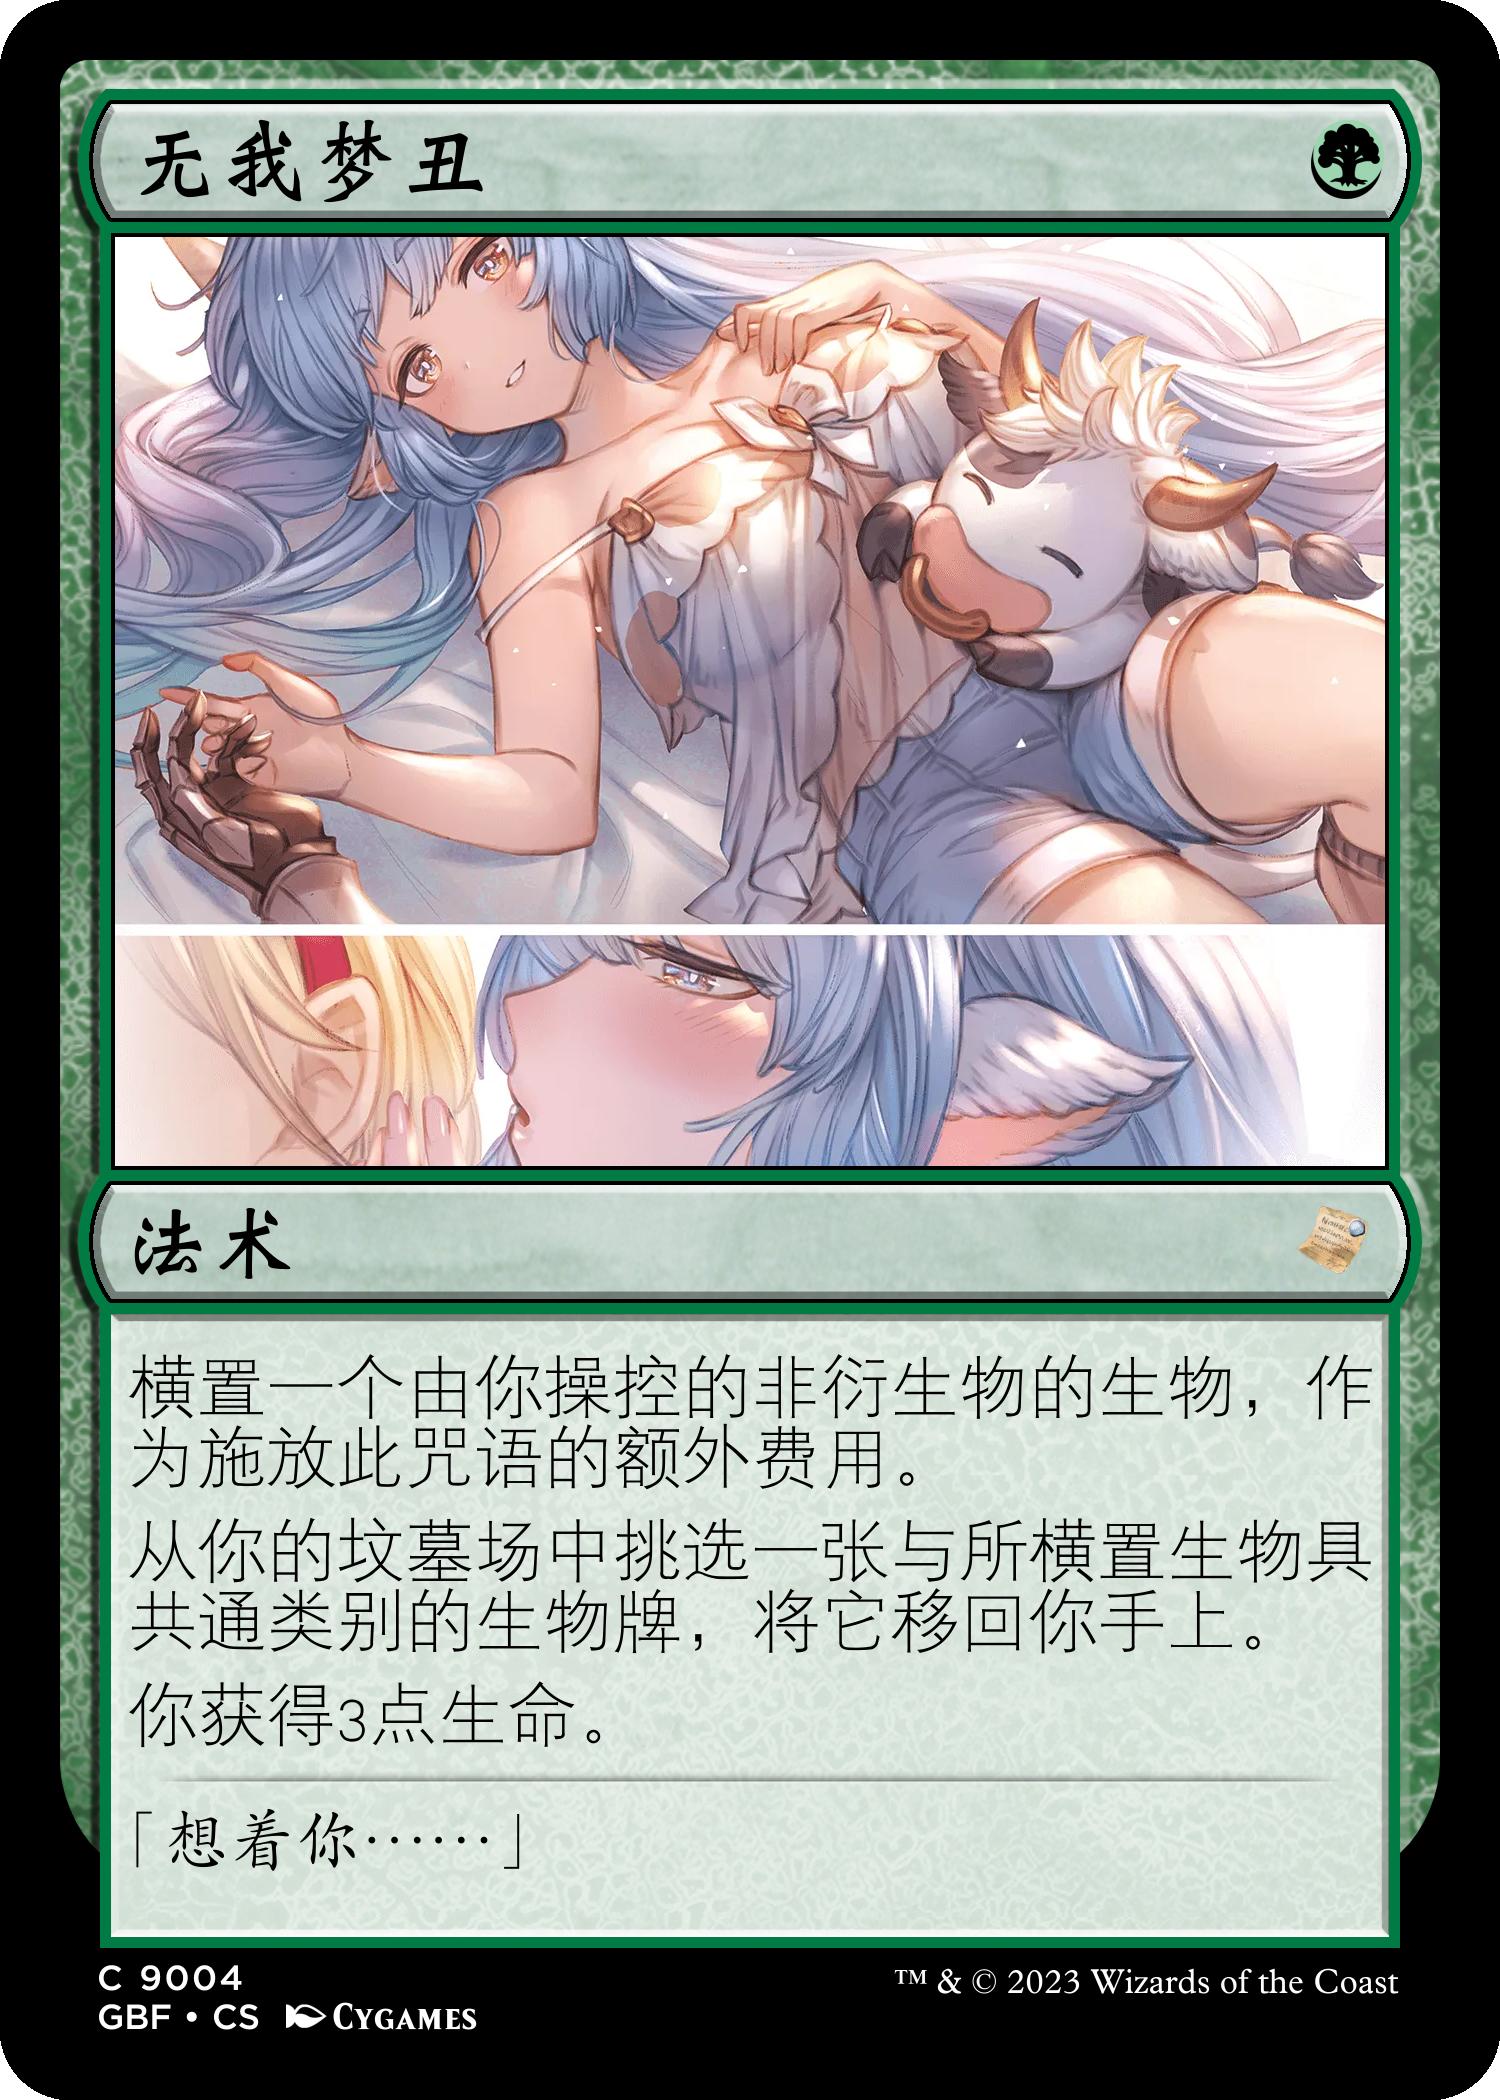 无我梦丑
法术
横置一个由你操控的非衍生物的生物，作
为施放此咒语的额外费用。
从你的坟墓场中挑选一张与所横置生物具
共通类别的生物牌，将它移回你手上。
你获得3点生命。
「想着你……」
C 9004
GBF • CS CYGAMES
™ & © 2023 Wizards of the Coast